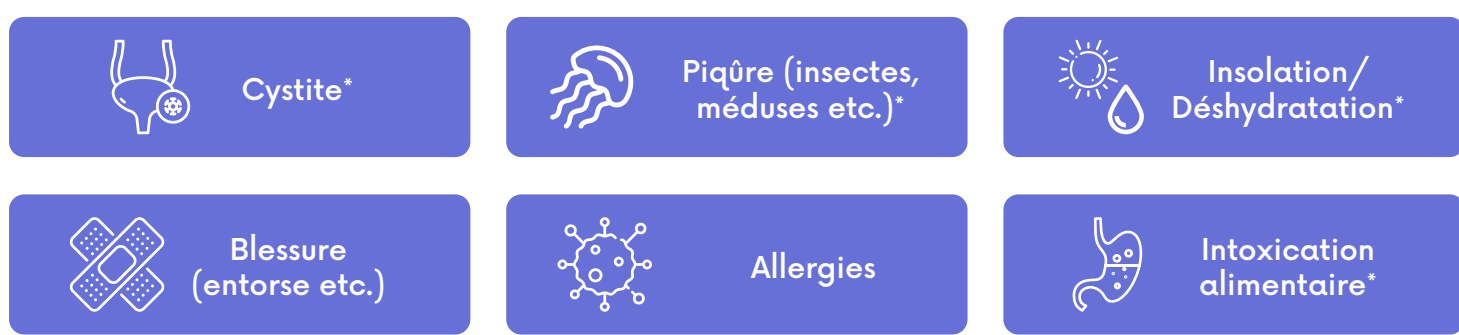 Cystite*
Piqûre (insectes,
méduses etc.)*
Insolation/
Déshydratation*
Blessure
(entorse etc.)
Allergies
Intoxication
alimentaire*